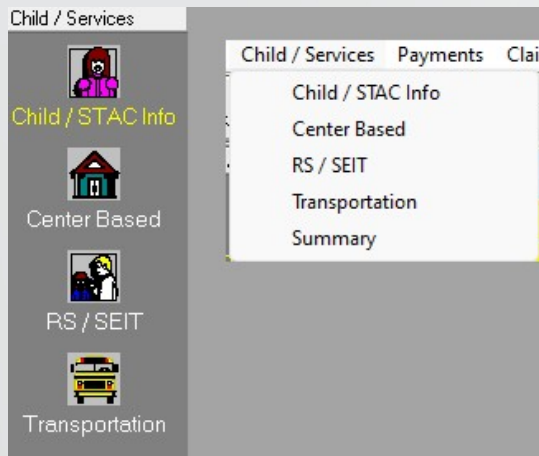 Child / Services
Child / STAC Info
Center Based
RS / SEIT
Transportation
Child / Services Payments Clai
Child / STAC Info
Center Based
RS / SEIT
Transportation
Summary